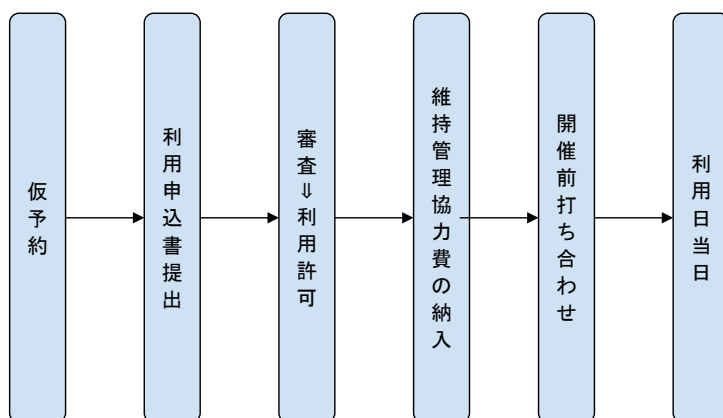 仮予約
利用申込書提出
審査⇓利用許可
維持管理協力費の納入
開催前打ち合わせ
利用日当日